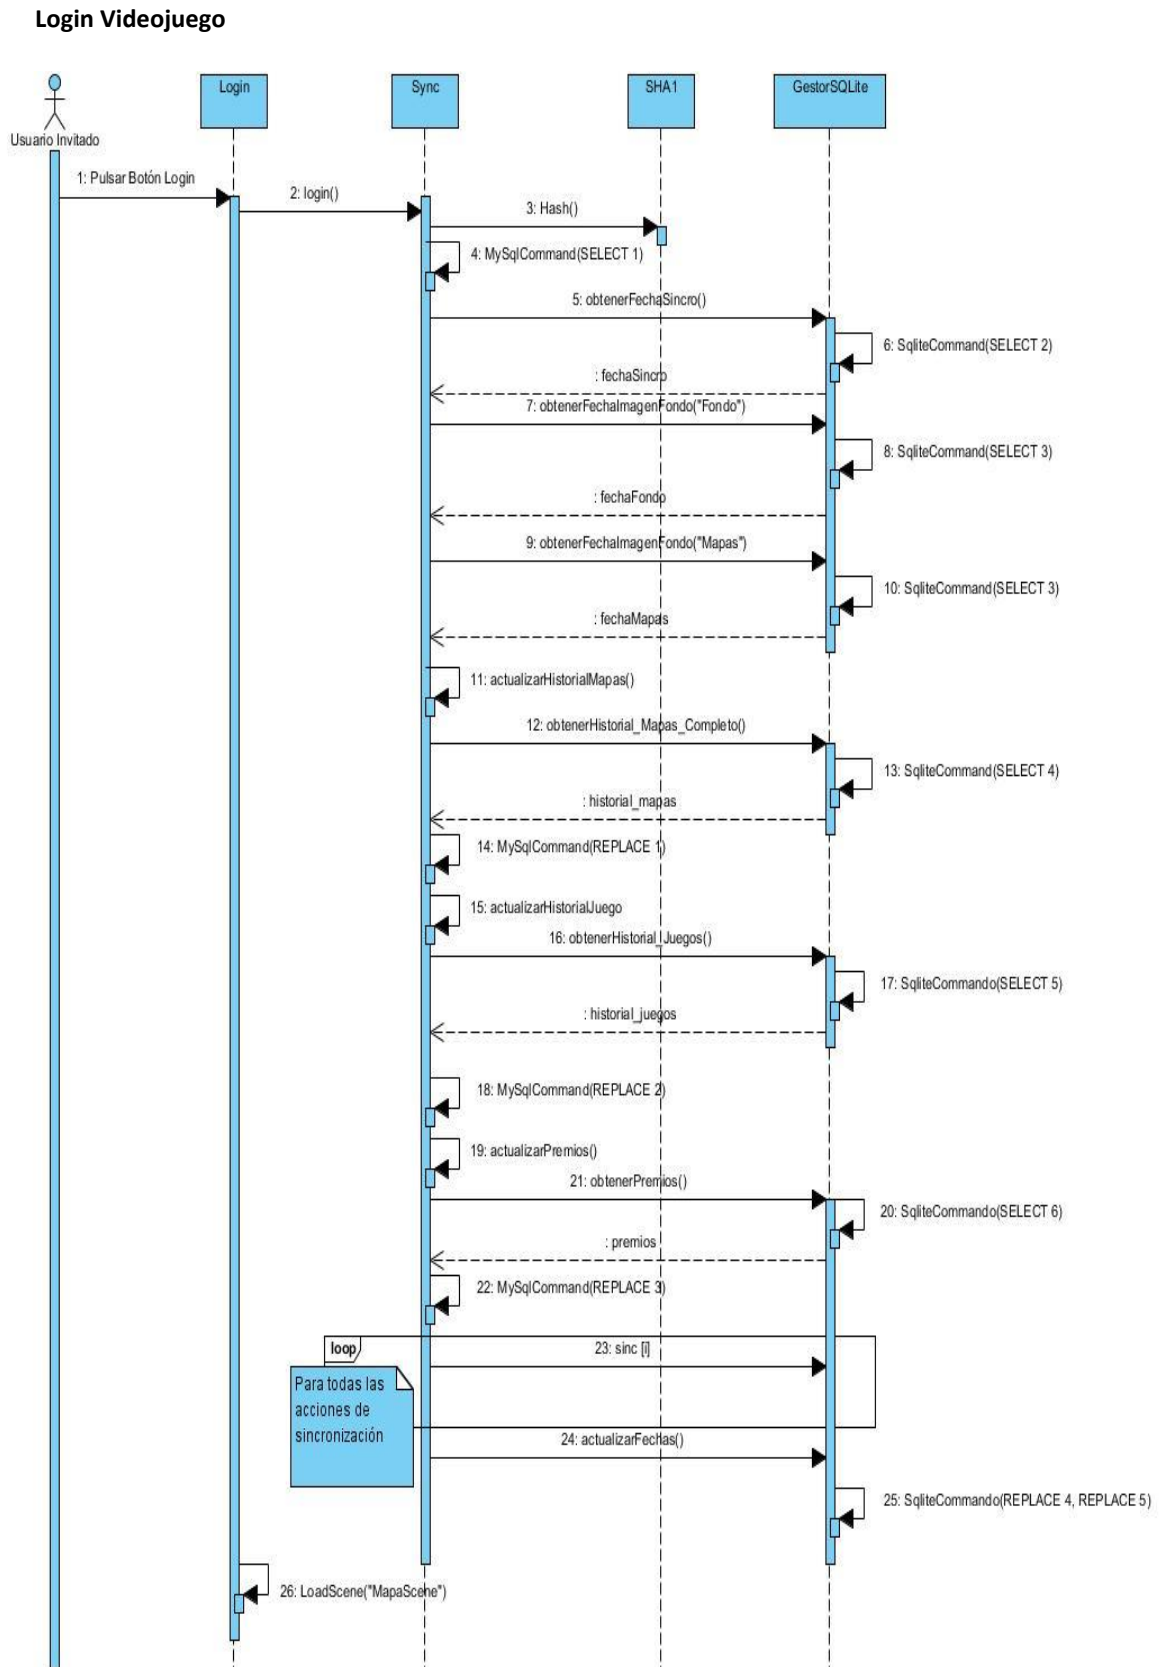 Login Videojuego
Login
Sync
SHA1
GestorSQLite
Usuario Invitado
1: Pulsar Botón Login
2: login()
3: Hash()
4: MySqlCommand(SELECT 1)
5: obtenerFechaSincro()
6: SqliteCommand(SELECT 2)
: fechaSincro
7: obtenerFechaImagenFondo("Fondo")
8: SqliteCommand(SELECT 3)
: fechaFondo
9: obtenerFechaImagenFondo("Mapas")
10: SqliteCommand(SELECT 3)
: fechaMapas
11: actualizarHistorialMapas()
12: obtenerHistorial_Mapas_Completo()
13: SqliteCommand(SELECT 4)
: historial_mapas
14: MySqlCommand(REPLACE 1)
15: actualizarHistorialJuego
16: obtenerHistorial_Juegos()
17: SqliteCommando(SELECT 5)
: historial_juegos
18: MySqlCommand(REPLACE 2)
19: actualizarPremios()
21: obtenerPremios()
20: SqliteCommando(SELECT 6)
: premios
22: MySqlCommand(REPLACE 3)
loop
23: sinc [i]
Para todas las
acciones de
sincronización
24: actualizarFechas()
25: SqliteCommando(REPLACE 4, REPLACE 5)
26: LoadScene("MapaScene")